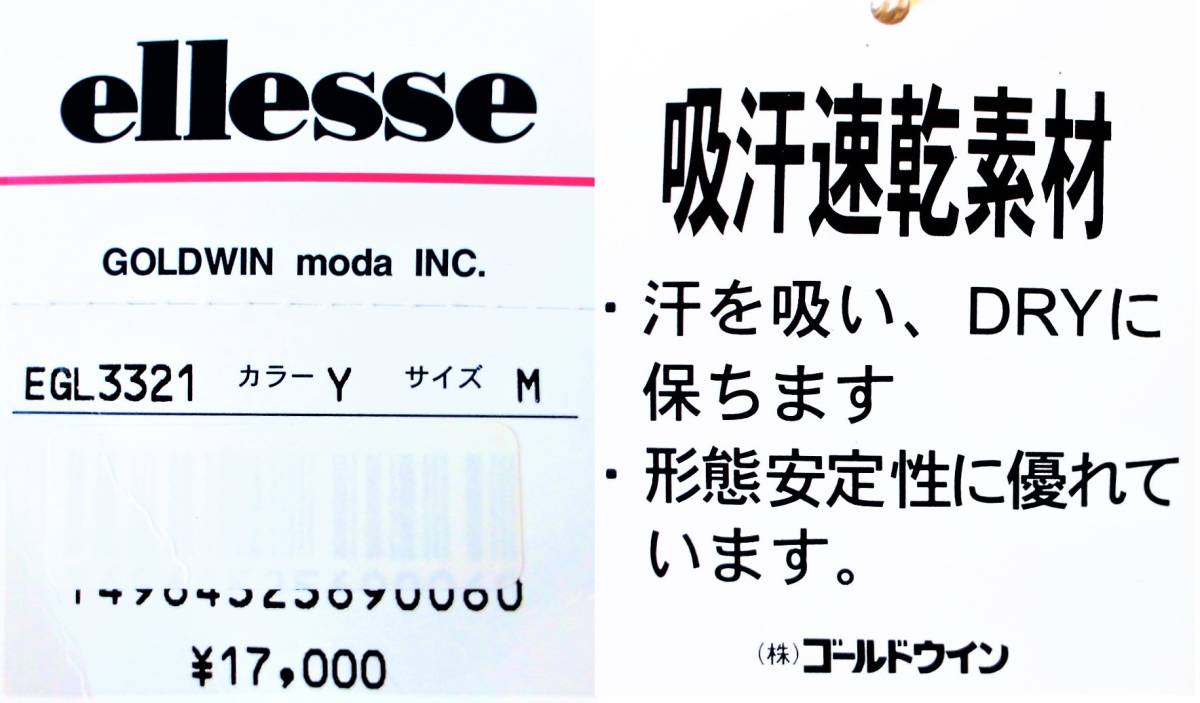 ellesse
GOLDWIN moda INC.
EGL3321 カラー Y サイズ M
¥17,000
吸汗速乾素材
・汗を吸い、DRYに
保ちます
・形態安定性に優れて
います。
(株)ゴールドウイン